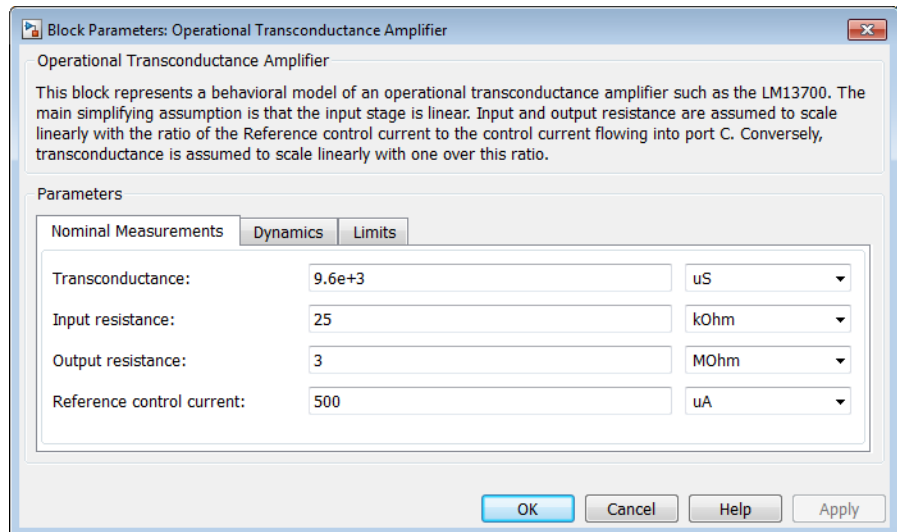 Block Parameters: Operational Transconductance Amplifier
Operational Transconductance Amplifier
This block represents a behavioral model of an operational transconductance amplifier such as the LM13700. The
main simplifying assumption is that the input stage is linear. Input and output resistance are assumed to scale
linearly with the ratio of the Reference control current to the control current flowing into port C. Conversely,
transconductance is assumed to scale linearly with one over this ratio.
Parameters
Nominal Measurements Dynamics Limits
Transconductance: 9.6e+3 uS
Input resistance: 25 kOhm
Output resistance: 3 MOhm
Reference control current: 500 uA
OK Cancel Help Apply